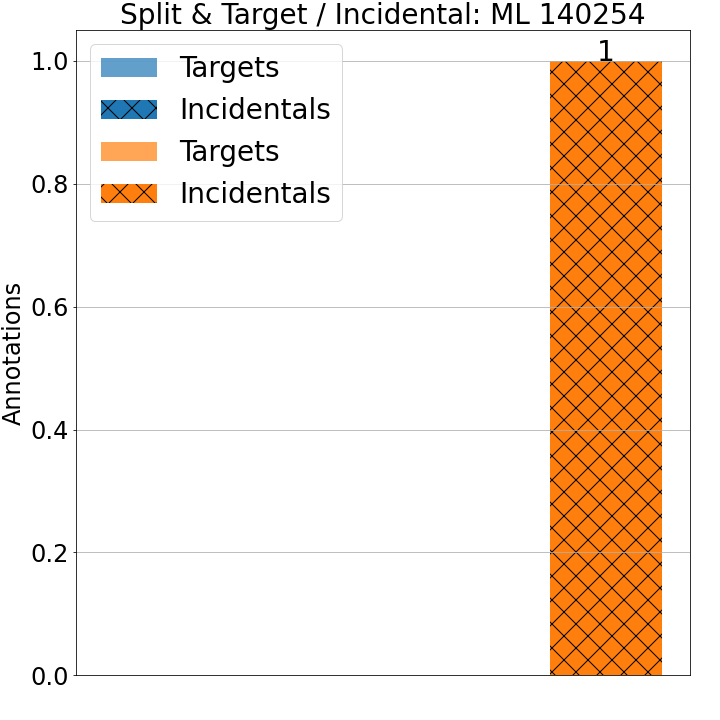 Split & Target / Incidental: ML 140254
1
1.0
Targets
Incidentals
Targets
Incidentals
0.8
0.6
Annotations
0.4
0.2
0.0